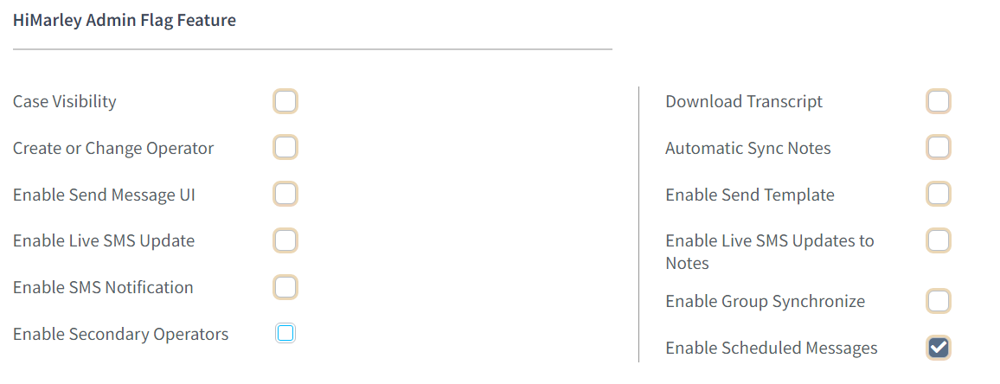 HiMarley Admin Flag Feature
Case Visibility
Create or Change Operator
Enable Send Message UI
Enable Live SMS Update
Enable SMS Notification
Enable Secondary Operators
Download Transcript
Automatic Sync Notes
Enable Send Template
Enable Live SMS Updates to
Notes
Enable Group Synchronize
Enable Scheduled Messages